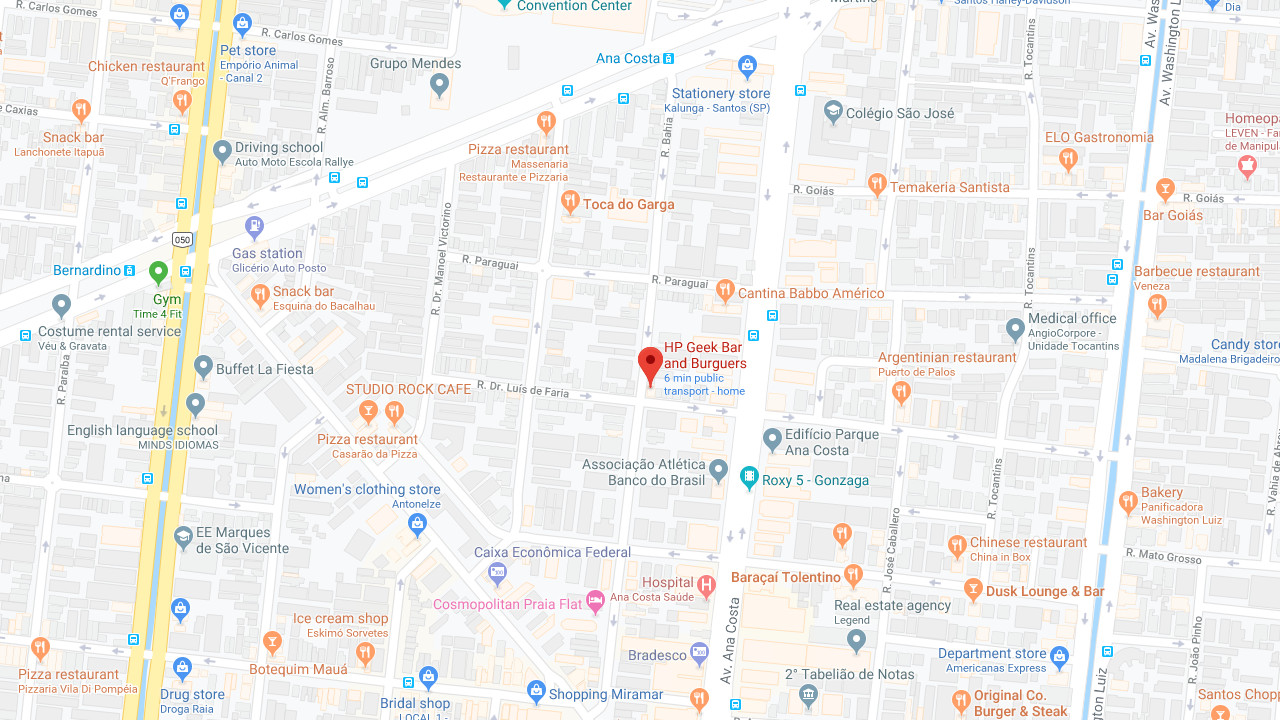 R. Carlos Gomes
Convention Center
Martins
Santos Harley-Davidson
Dia
R. Carlos Gomes
Pet store
Empório Animal
- Canal 2
Ana Costa
Grupo Mendes
Chicken restaurant
Q'Frango
Stationery store
Kalunga - Santos (SP)
R. Alm. Barroso
R. Tocantins
Av. Washington L
Av. Was
Caxias
Snack bar
Lanchonete Itapuã
Colégio São José
Homeopa
LEVEN - Fa
de Manipul
ELO Gastronomia
R. Bahia
Driving school
Auto Moto Escola Rallye
Pizza restaurant
Massenaria
Restaurante e Pizzaria
R. Goiás
Temakeria Santista
R. Goiás
Bar Goiás
Toca do Garga
R. Dr. Manoel Victorino
050
Gas station
Glicério Auto Posto
R. Paraguai
R. Paraguai
Bernardino
Gym
Time 4 Fit
Snack bar
Esquina do Bacalhau
Cantina Babbo Américo
R. Tocantins
Barbecue restaurant
Veneza
Costume rental service
Véu & Gravata
Medical office
AngioCorpore -
Unidade Tocantins
HP Geek Bar
and Burguers
6 min public
transport - home
Candy store
Madalena Brigadeiro
Argentinian restaurant
Puerto de Palos
Buffet La Fiesta
R. Paraíba
STUDIO ROCK CAFE
R. Dr. Luís de Faria
English language school
MINDS IDIOMAS
Pizza restaurant
Casarão da Pizza
Edifício Parque
Ana Costa
Associação Atlética
Banco do Brasil
Roxy 5 - Gonzaga
Women's clothing store
Antonelze
R. Tocantins
R. Vahia de Abreu
Bakery
Panificadora
Washington Luiz
EE Marques
de São Vicente
Caixa Econômica Federal
R. José Caballero
Chinese restaurant
China in Box
R. Mato Grosso
Hospital
Ana Costa Saúde
Baraçaí Tolentino
Dusk Lounge & Bar
Cosmopolitan Praia Flat
Real estate agency
Legend
Ice cream shop
Eskimó Sorvetes
Av. Ana Costa
R. João Pinho
Botequim Mauá
Bradesco
Department store
Americanas Express
Pizza restaurant
Pizzaria Vila Di Pompéia
2° Tabelião de Notas
Drug store
Droga Raia
Shopping Miramar
Bridal shop
LOCAL 1 -
Original Co.
Burger & Steak
ton Luiz
Santos Chopp